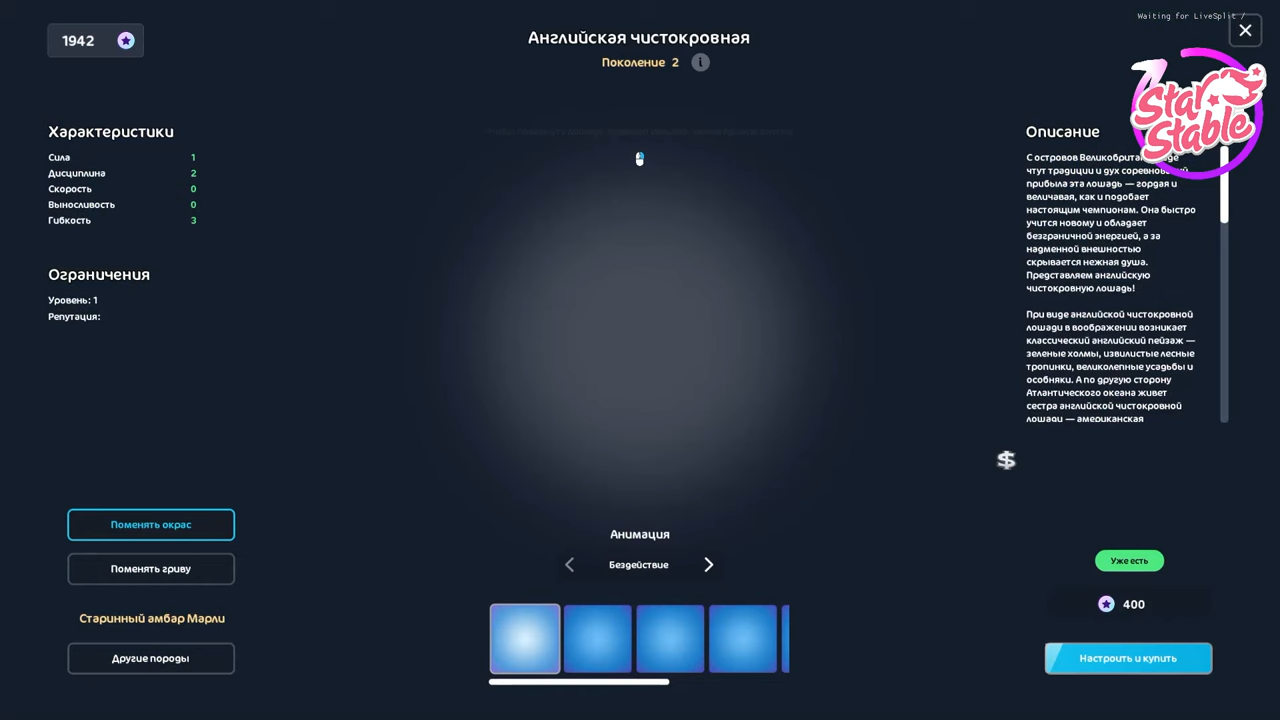 Waiting for LiveSplit /
1942
Английская чистокровная
Поколение 2
i
Star
Stable
Характеристики
Сила 1
Дисциплина 2
Скорость 0
Выносливость 0
Гибкость 3
Ограничения
Уровень: 1
Репутация:
Описание
С островов Великобритан
чтут традиции и дух соревнований
прибыла эта лошадь — гордая и
величавая, как и подобает
настоящим чемпионам. Она быстро
учится новому и обладает
безграничной энергией, а за
надменной внешностью
скрывается нежная душа.
Представляем английскую
чистокровную лошадь!
При виде английской чистокровной
лошади в воображении возникает
классический английский пейзаж —
зеленые холмы, извилистые лесные
тропинки, великолепные усадьбы и
особняки. А по другую сторону
Атлантического океана живет
сестра английской чистокровной
лошади — американская
$
Поменять окрас
Поменять гриву
Старинный амбар Марли
Другие породы
Анимация
Бездействие
Уже есть
400
Настроить и купить